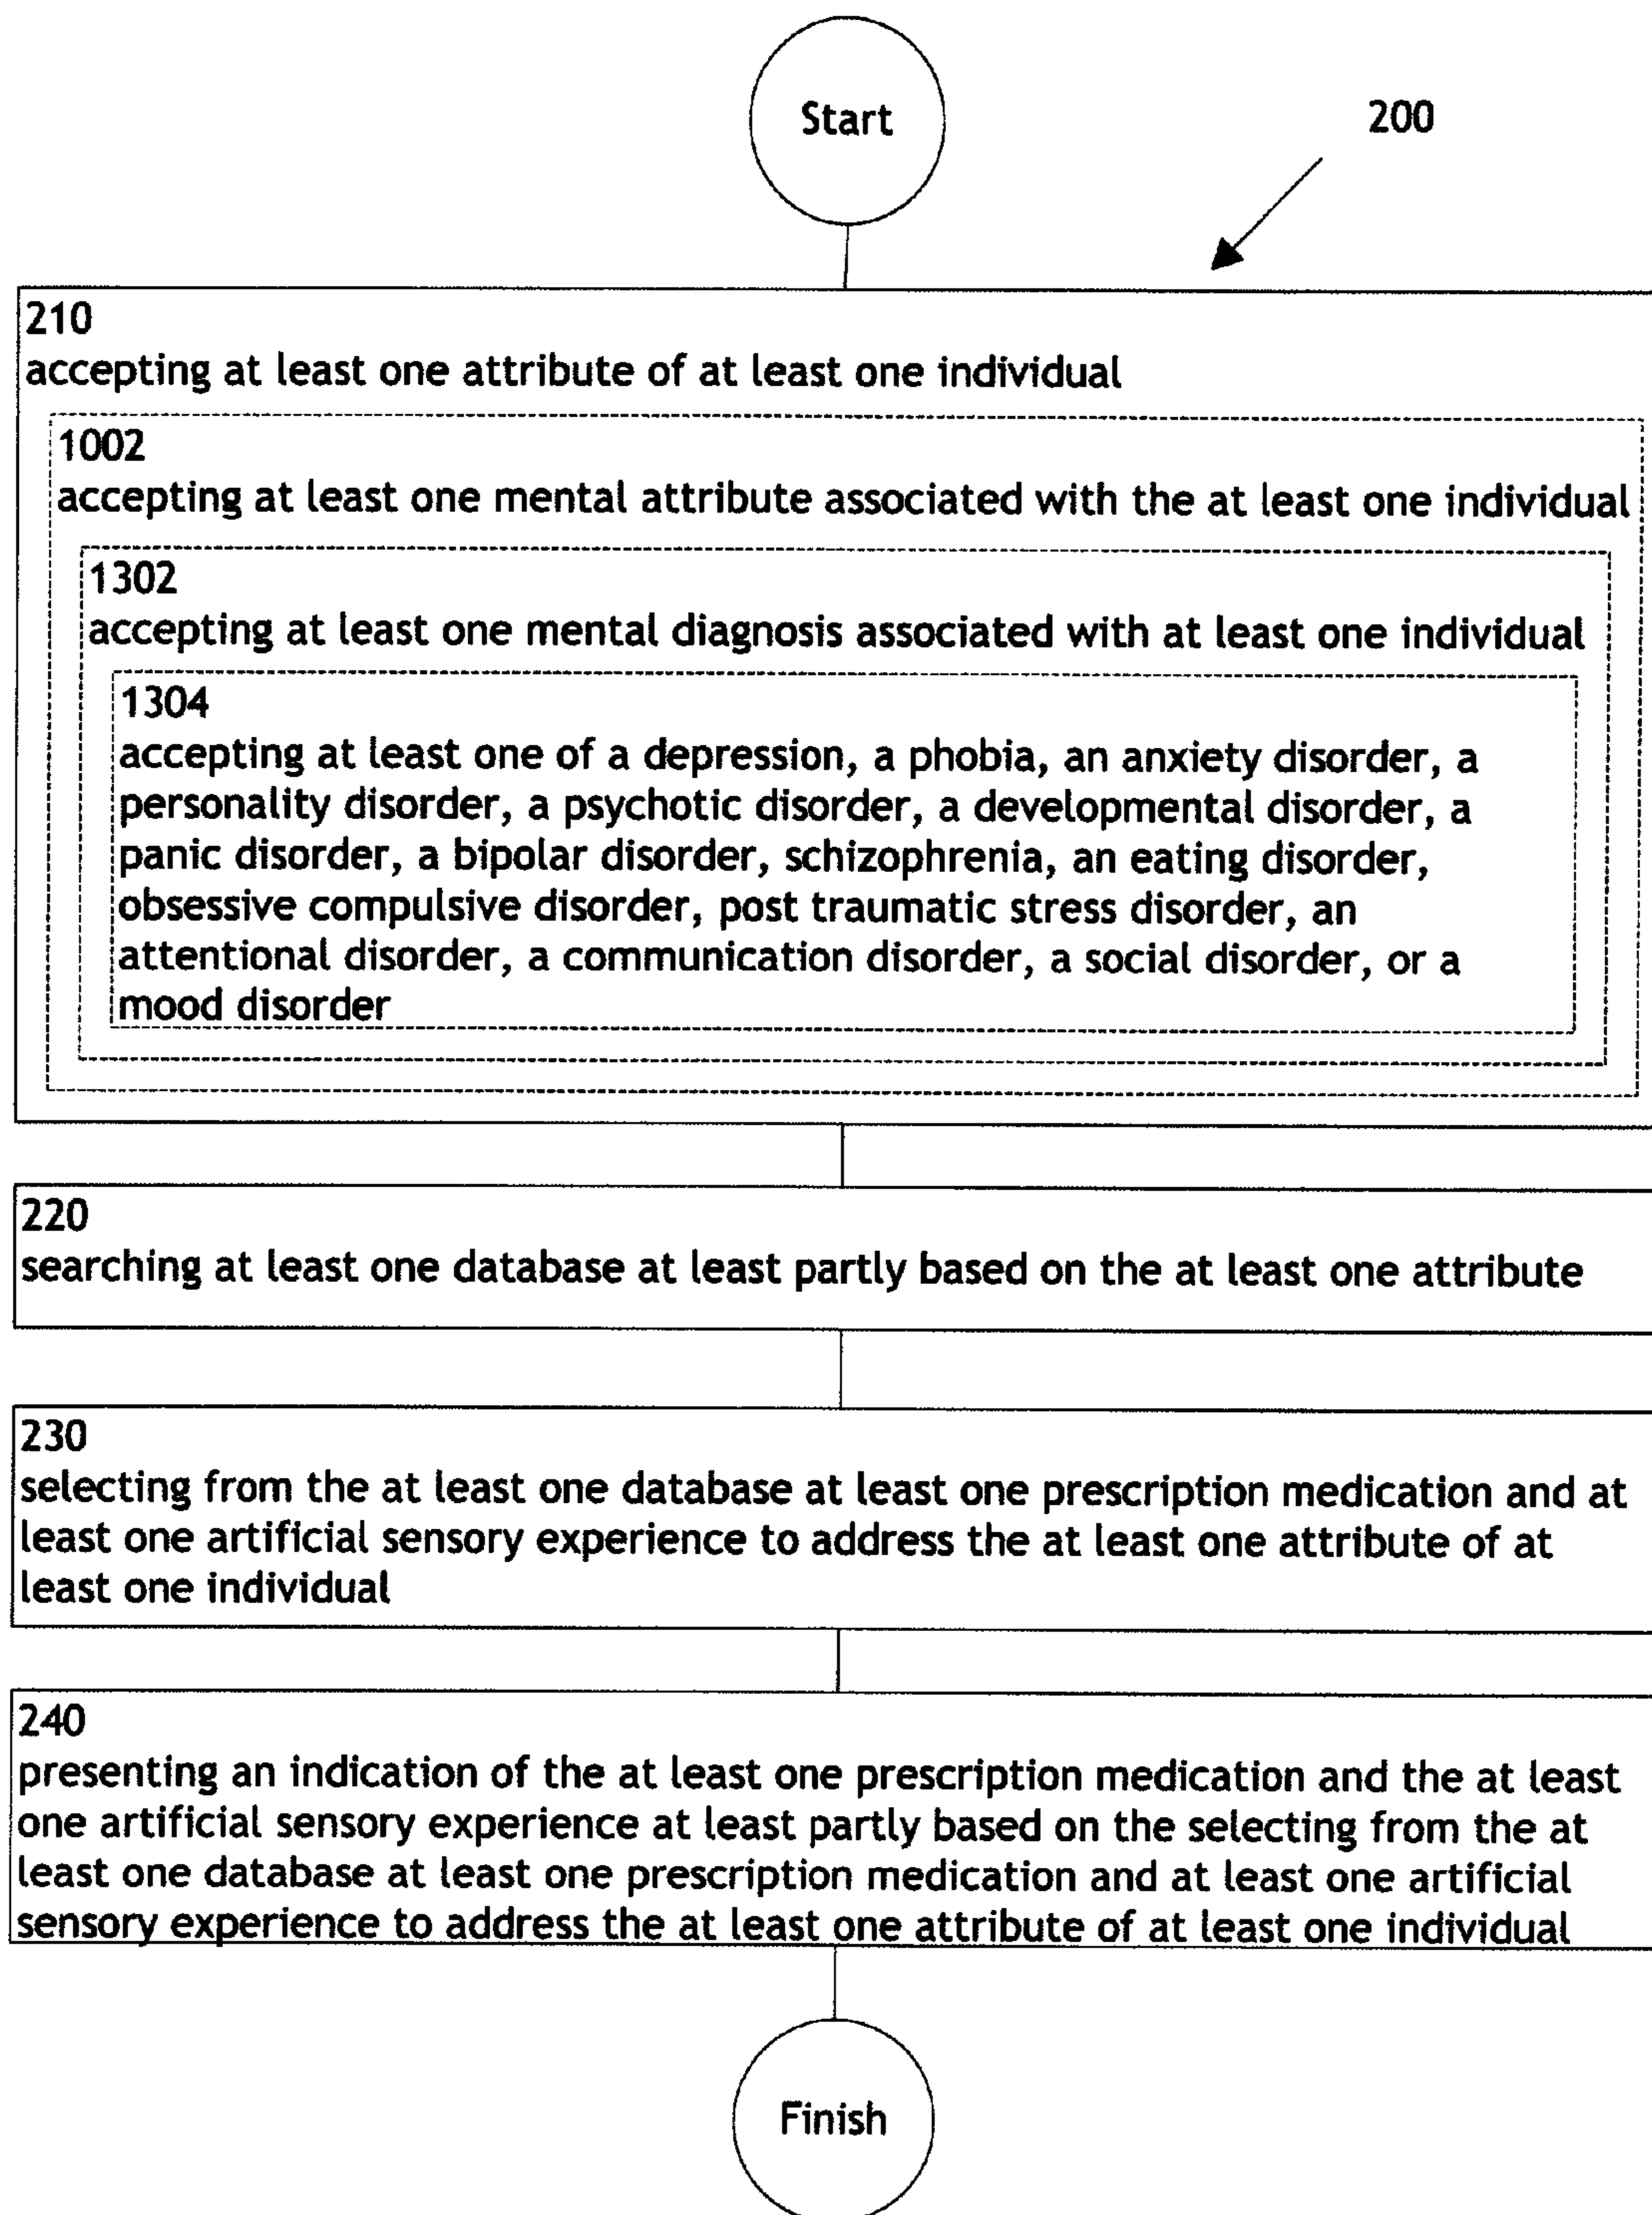 Start
200
210
accepting at least one attribute of at least one individual
1002
accepting at least one mental attribute associated with the at least one individual
1302
accepting at least one mental diagnosis associated with at least one individual
1304
accepting at least one of a depression, a phobia, an anxiety disorder, a
personality disorder, a psychotic disorder, a developmental disorder, a
panic disorder, a bipolar disorder, schizophrenia, an eating disorder,
obsessive compulsive disorder, post traumatic stress disorder, an
attentional disorder, a communication disorder, a social disorder, or a
mood disorder
220
searching at least one database at least partly based on the at least one attribute
230
selecting from the at least one database at least one prescription medication and at
least one artificial sensory experience to address the at least one attribute of at
least one individual
240
presenting an indication of the at least one prescription medication and the at least
one artificial sensory experience at least partly based on the selecting from the at
least one database at least one prescription medication and at least one artificial
sensory experience to address the at least one attribute of at least one individual
Finish